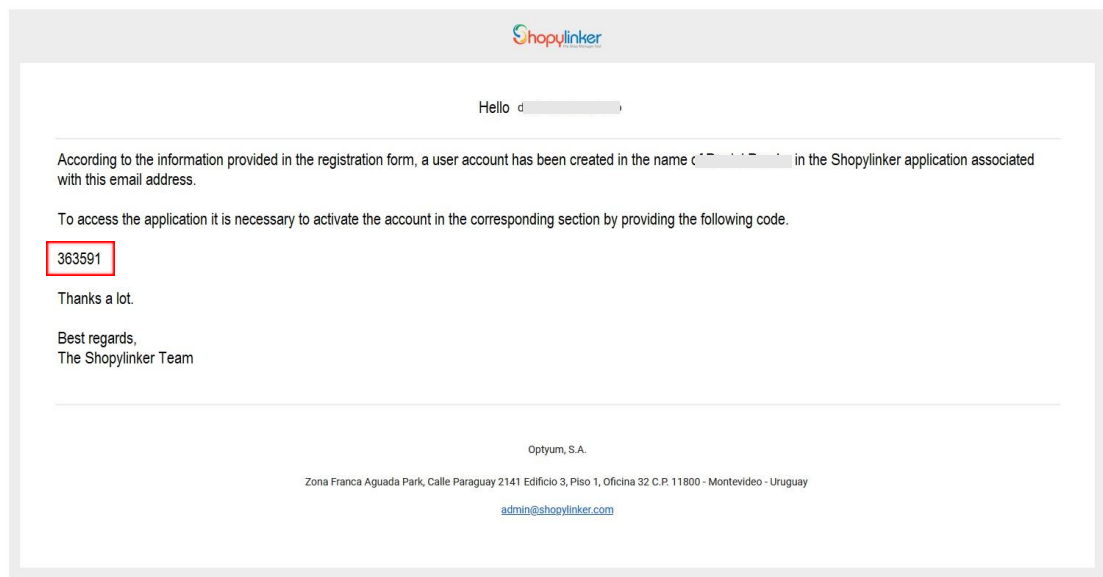 Shopylinker
Hello
According to the information provided in the registration form, a user account has been created in the name in the Shopylinker application associated
with this email address.
To access the application it is necessary to activate the account in the corresponding section by providing the following code.
363591
Thanks a lot.
Best regards,
The Shopylinker Team
Optyum, S.A.
Zona Franca Aguada Park, Calle Paraguay 2141 Edificio 3, Piso 1, Oficina 32 C.P. 11800 - Montevideo - Uruguay
admin@shopylinker.com